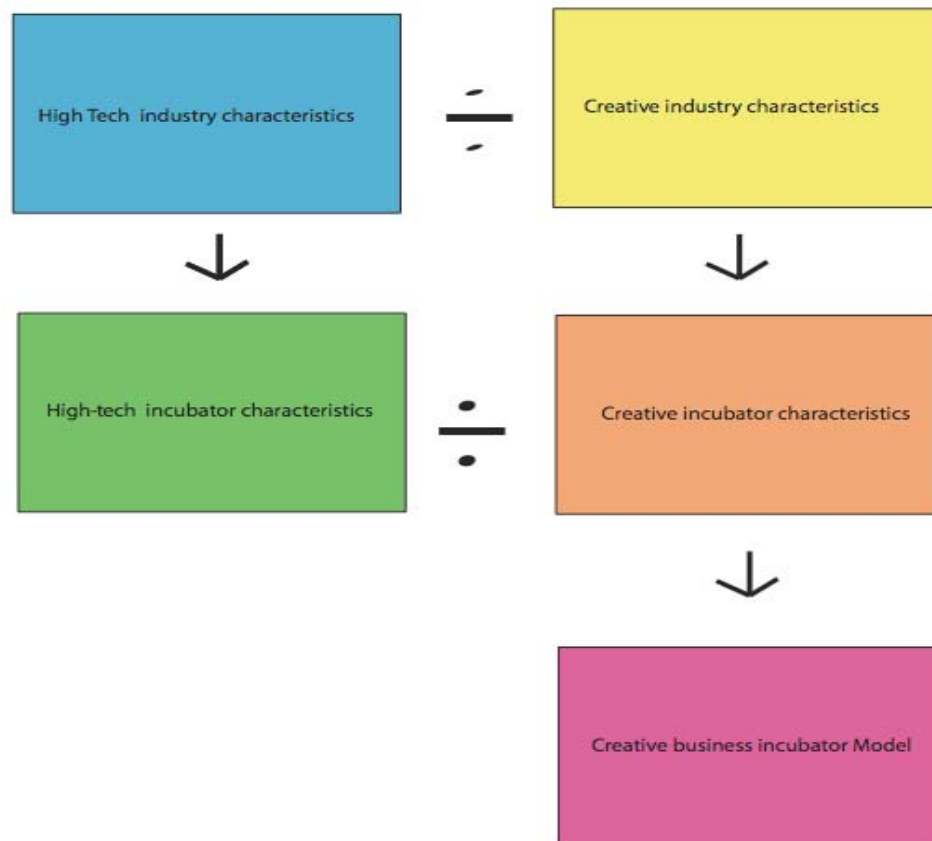 High Tech industry characteristics
÷
Creative industry characteristics
High-tech incubator characteristics
÷
Creative incubator characteristics
Creative business incubator Model